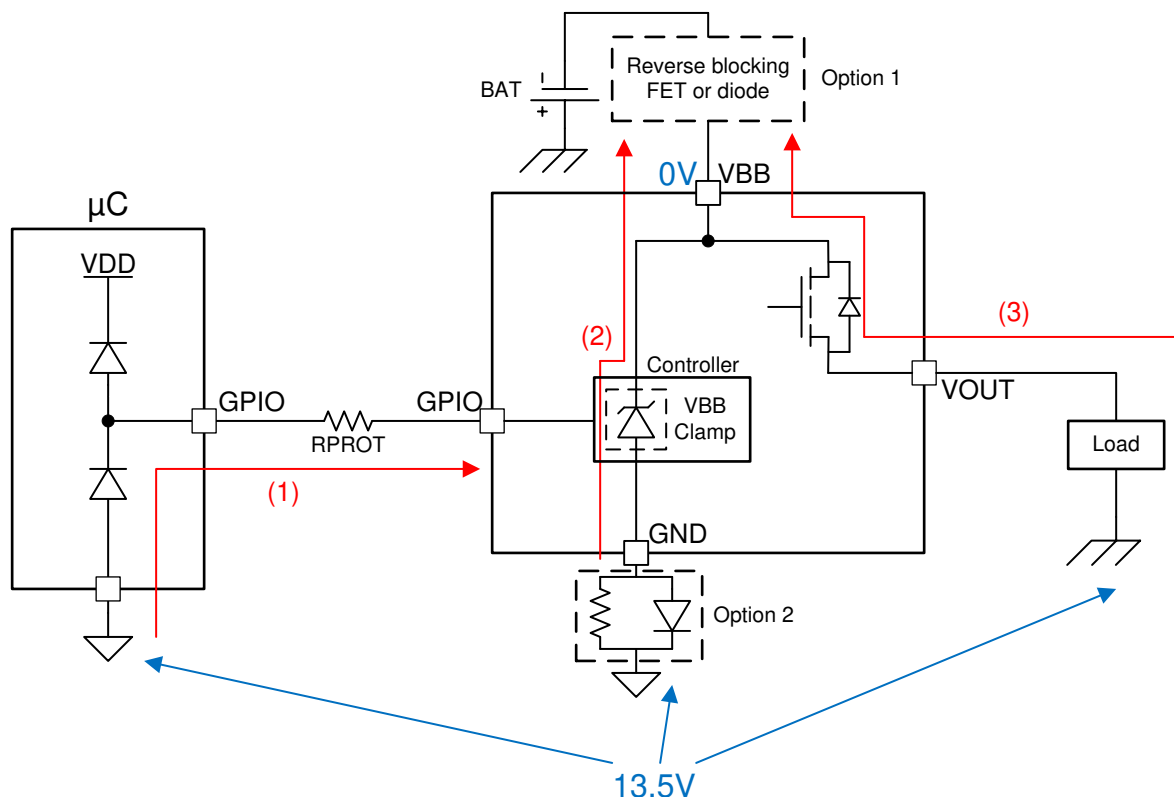 Reverse blocking
FET or diode
Option 1
BAT
-
+
0V
VBB
µC
VDD
(3)
(2)
Controller
GPIO
GPIO
VBB
Clamp
VOUT
RPROT
Load
(1)
GND
Option 2
13.5V